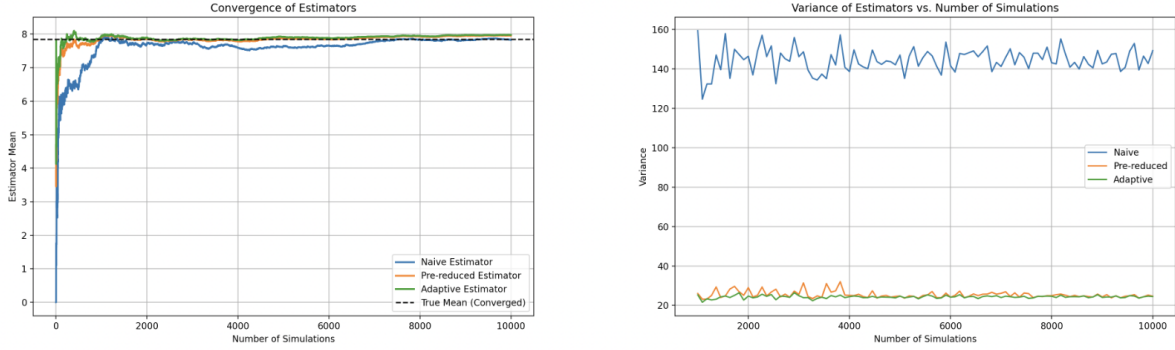 Convergence of Estimators
8
7
6
5
4
3
2
1
0
Estimator Mean
Naive Estimator
Pre-reduced Estimator
Adaptive Estimator
True Mean (Converged)
0 2000 4000 6000 8000 10000
Number of Simulations
Variance of Estimators vs. Number of Simulations
160
140
120
100
80
60
40
20
Variance
Naive
Pre-reduced
Adaptive
2000 4000 6000 8000 10000
Number of Simulations